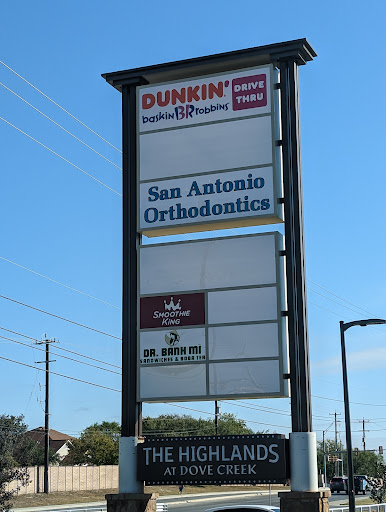 DUNKIN'
baskin BR robbins
DRIVE
THRU
San Antonio
Orthodontics
SMOOTHIE
KING
DR. BANH MI
SANDWICHES & BOBA TEA
THE HIGHLANDS
AT DOVE CREEK